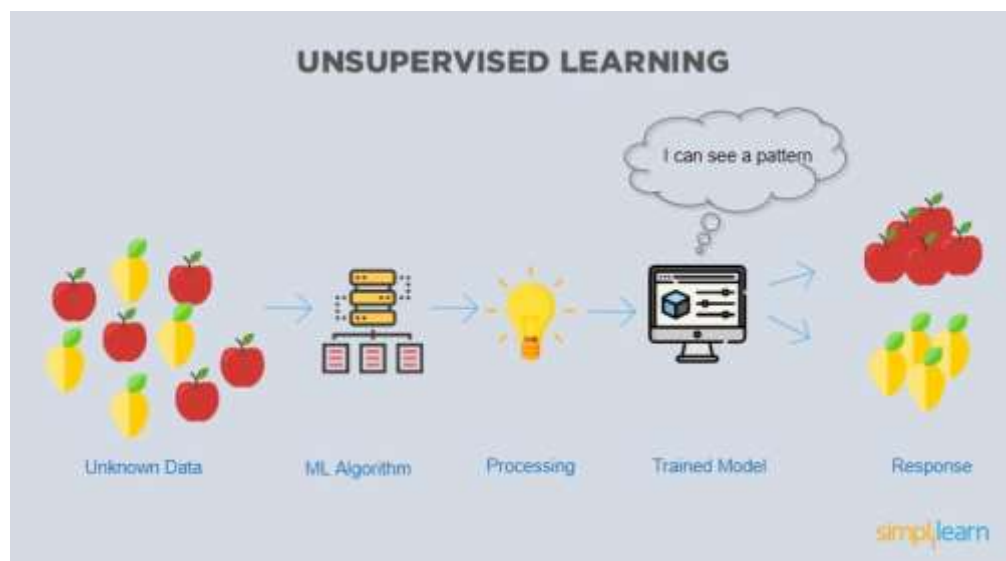 UNSUPERVISED LEARNING
I can see a pattern
Unknown Data
ML Algorithm
Processing
Trained Model
Response
simplilearn